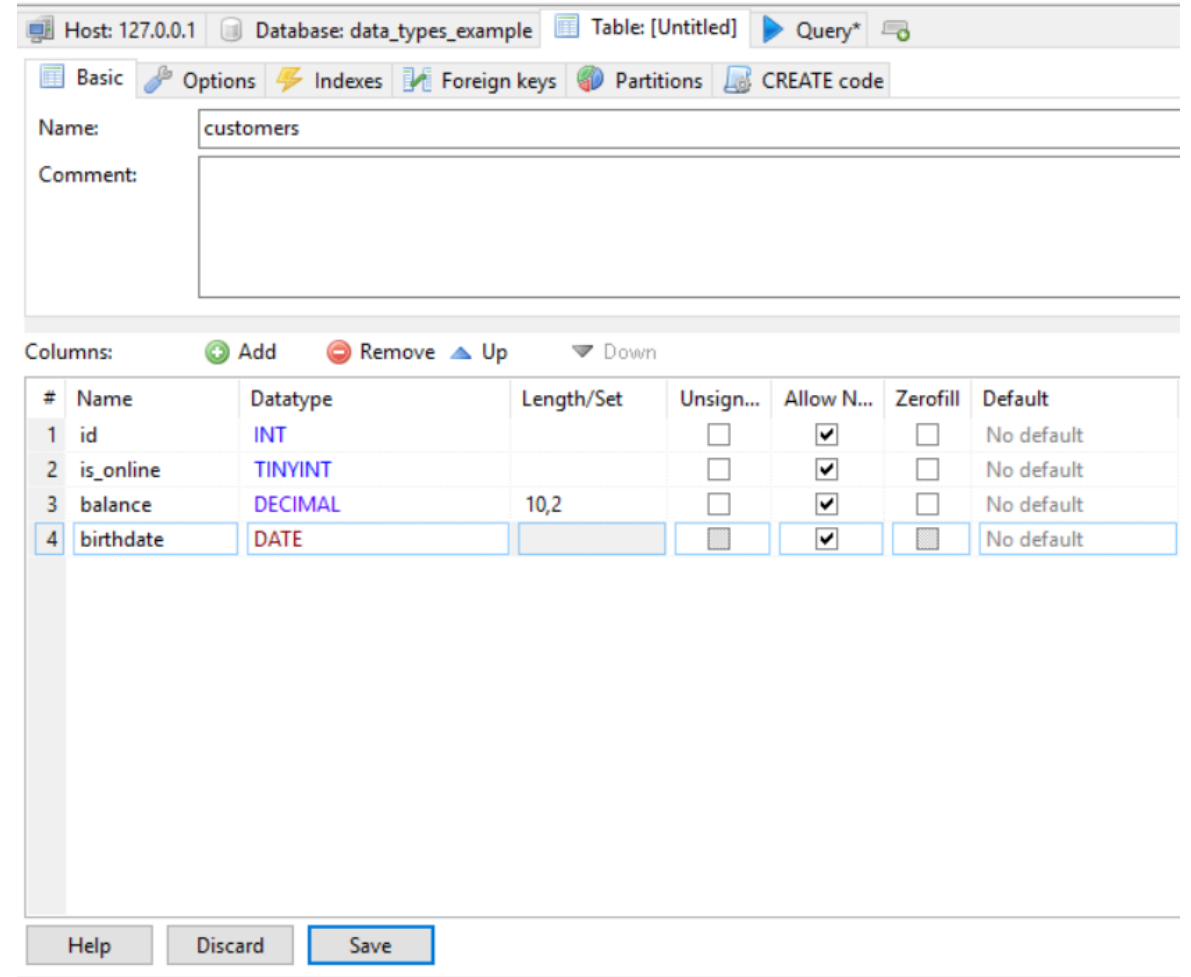 Host: 127.0.0.1 Database: data_types_example Table: [Untitled] Query*
Basic Options Indexes Foreign keys Partitions CREATE code
Name: customers
Comment:
Columns: Add Remove Up Down
# Name Datatype Length/Set Unsign... Allow N... Zerofill Default
1 id INT No default
2 is_online TINYINT No default
3 balance DECIMAL 10,2 No default
4 birthdate DATE No default
Help Discard Save